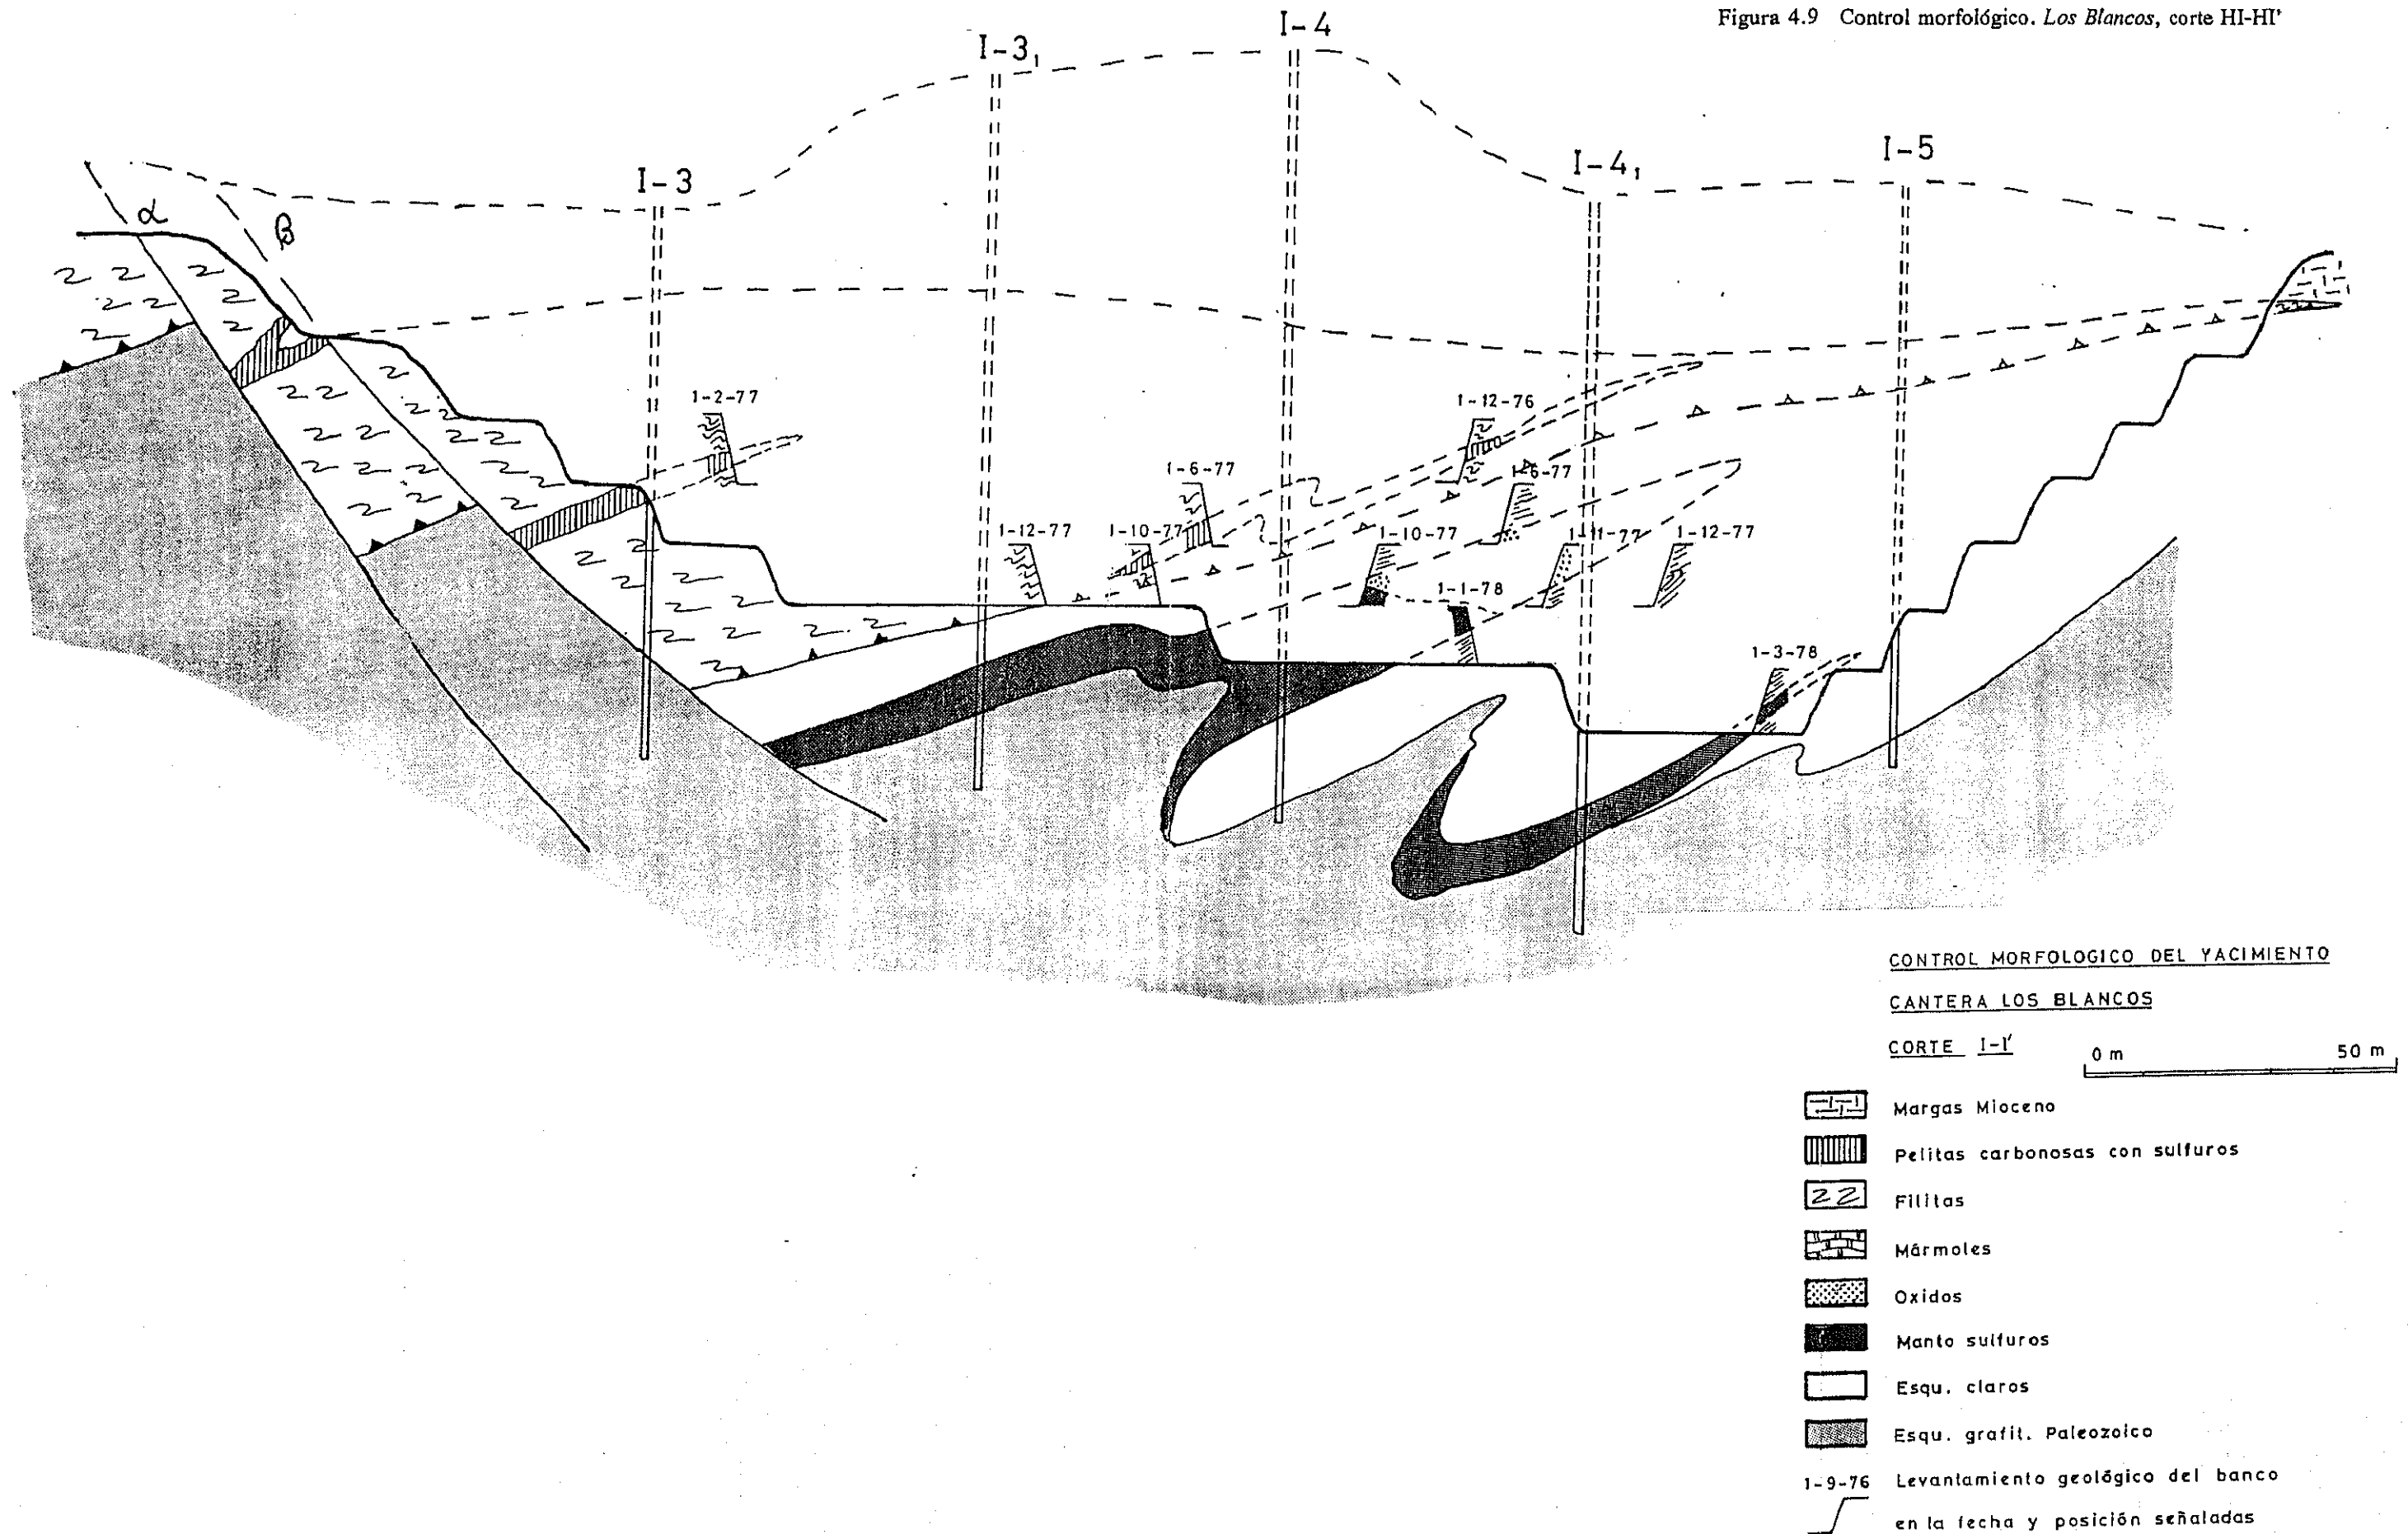 Figura 4.9 Control morfológico. Los Blancos, corte HI-HI'
I-4
I-3₁
I-5
I-4₁
I-3
α
β
1-2-77
1-12-76
1-6-77
1-6-77
1-12-77
1-10-77
1-10-77
1-11-77
1-12-77
1-1-78
1-3-78
CONTROL MORFOLOGICO DEL YACIMIENTO
CANTERA LOS BLANCOS
CORTE I-I'
0 m 50 m
Margas Mioceno
Pelitas carbonosas con sulfuros
Filitas
Mármoles
Oxidos
Manto sulfuros
Esqu. claros
Esqu. grafit. Paleozoico
1-9-76 Levantamiento geológico del banco
en la fecha y posición señaladas